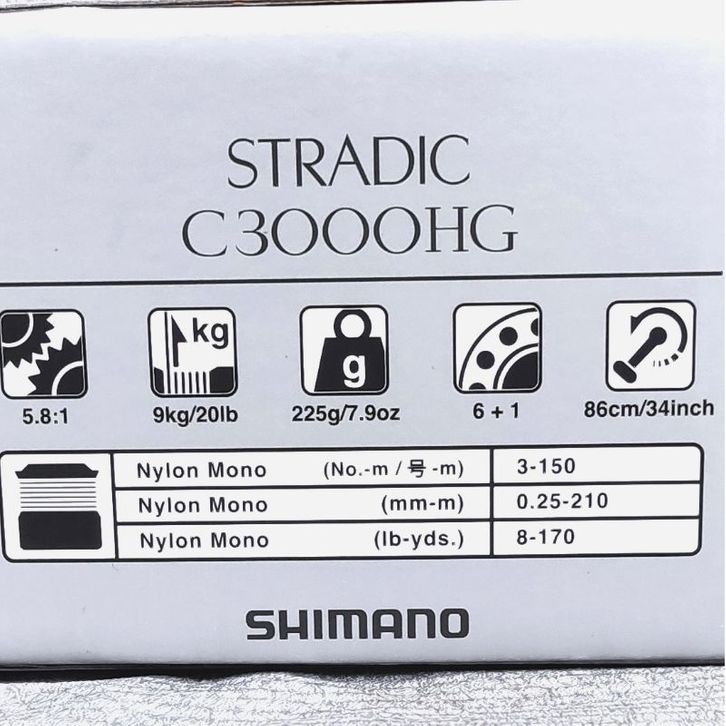 STRADIC
C3000HG
kg
g
5.8:1 9kg/20lb 225g/7.9oz 6 + 1 86cm/34inch
Nylon Mono (No.-m / 号 -m) 3-150
Nylon Mono (mm-m) 0.25-210
Nylon Mono (lb-yds.) 8-170
SHIMANO